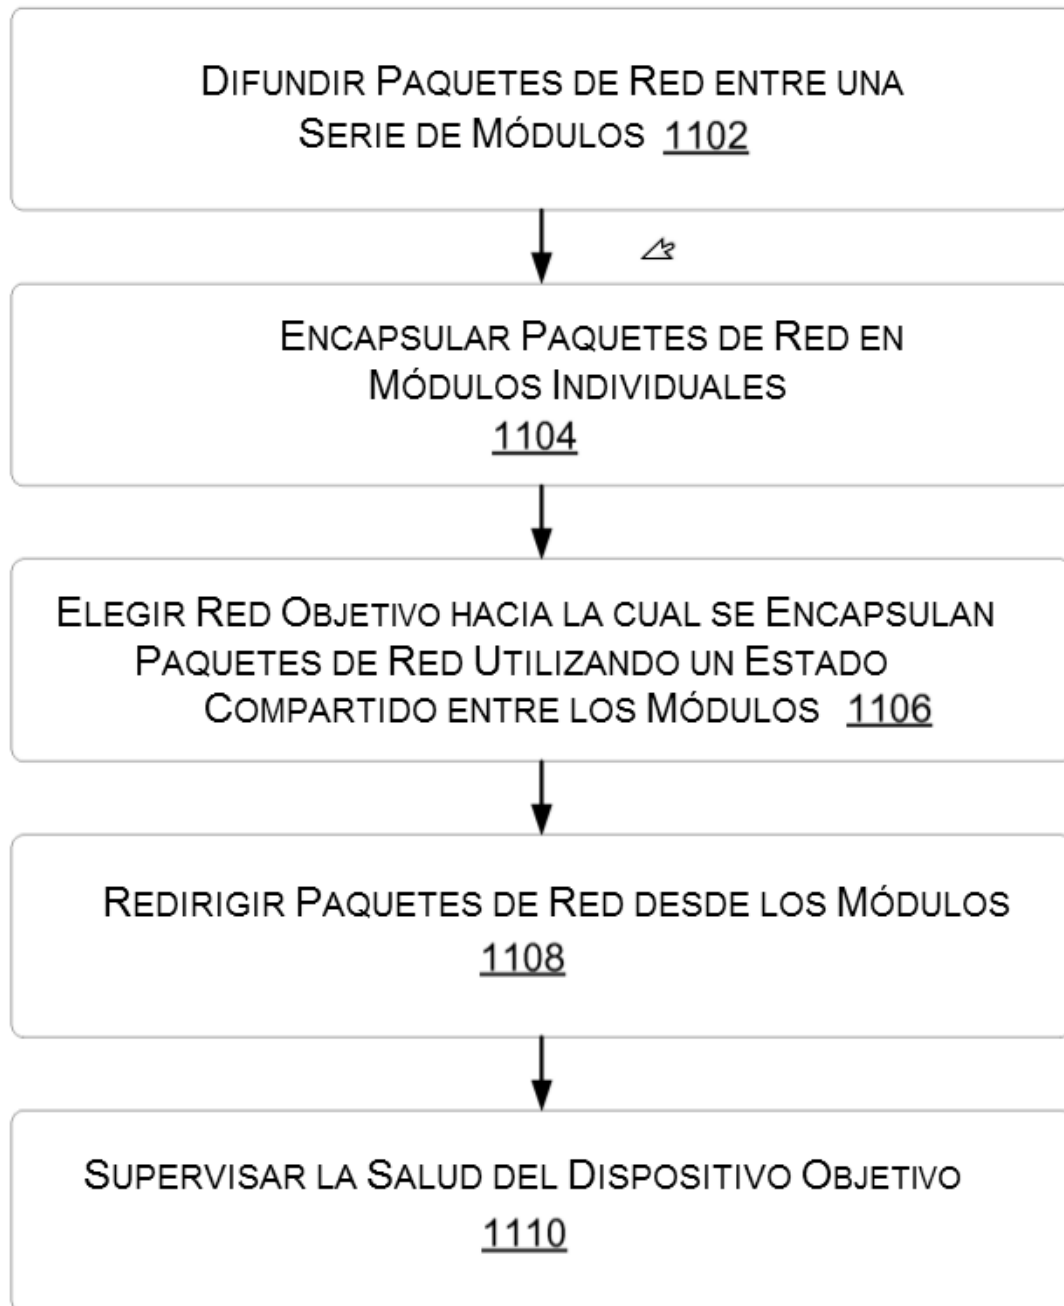 DIFUNDIR PAQUETES DE RED ENTRE UNA
SERIE DE MÓDULOS 1102
ENCAPSULAR PAQUETES DE RED EN
MÓDULOS INDIVIDUALES
1104
ELEGIR RED OBJETIVO HACIA LA CUAL SE ENCAPSULAN
PAQUETES DE RED UTILIZANDO UN ESTADO
COMPARTIDO ENTRE LOS MÓDULOS 1106
REDIRIGIR PAQUETES DE RED DESDE LOS MÓDULOS
1108
SUPERVISAR LA SALUD DEL DISPOSITIVO OBJETIVO
1110